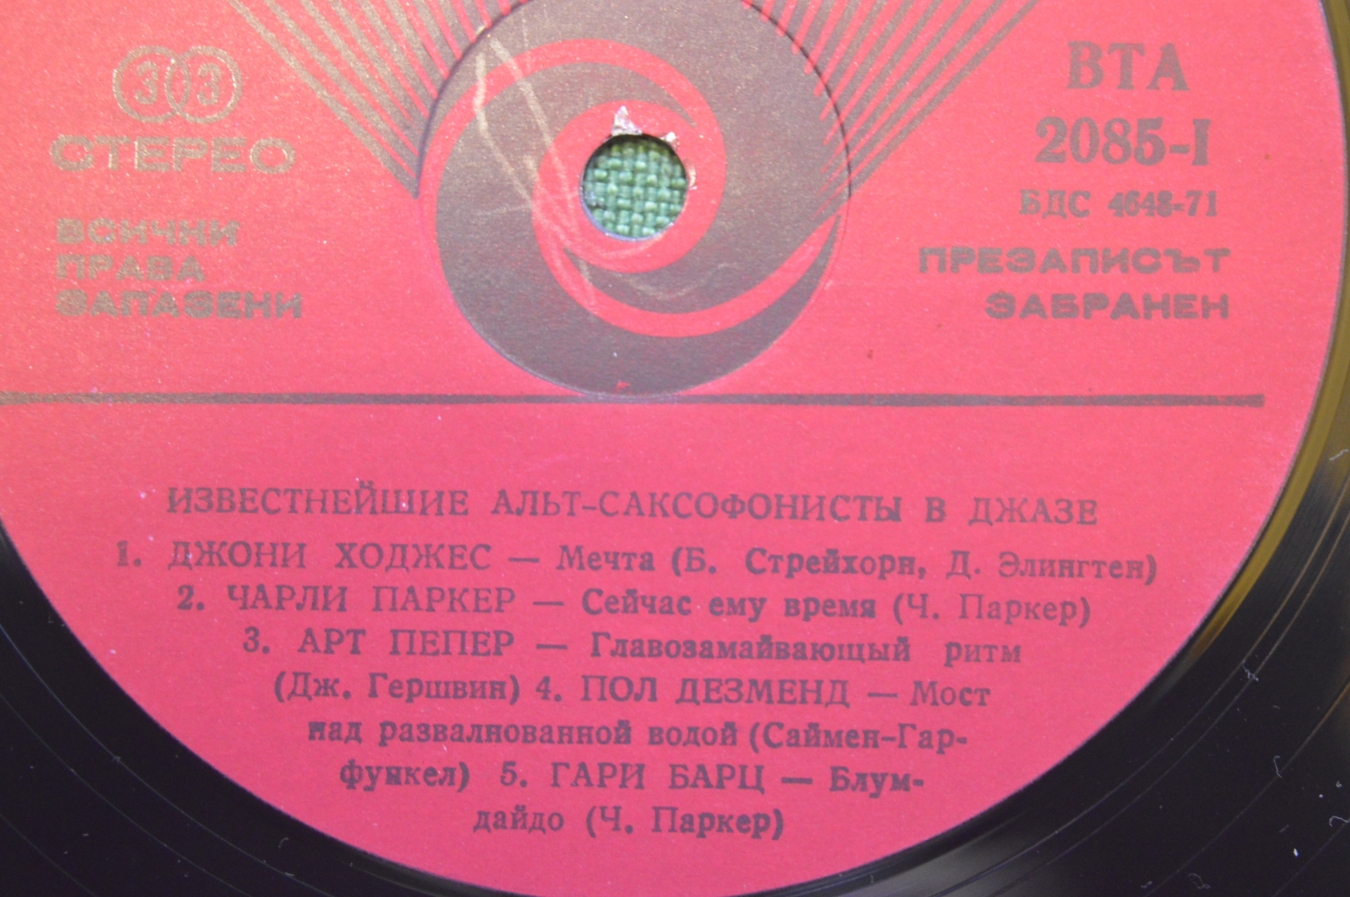 33
СТЕРЕО
ВСИЧКИ
ПРАВА
ЗАПАЗЕНИ
ВТА
2085-I
БДС 4648-71
ПРЕЗАПИСЪТ
ЗАБРАНЕН
ИЗВЕСТНЕЙШИЕ АЛЬТ-САКСОФОНИСТЫ В ДЖАЗЕ
1. ДЖОНИ ХОДЖЕС — Мечта (Б. Стрейхорн, Д. Элингтен)
2. ЧАРЛИ ПАРКЕР — Сейчас ему время (Ч. Паркер)
3. АРТ ПЕПЕР — Главозамайвающый ритм
(Дж. Гершвин) 4. ПОЛ ДЕЗМЕНД — Мост
над развалнованной водой (Саймен-Гар-
функел) 5. ГАРИ БАРЦ — Блум-
дайдо (Ч. Паркер)